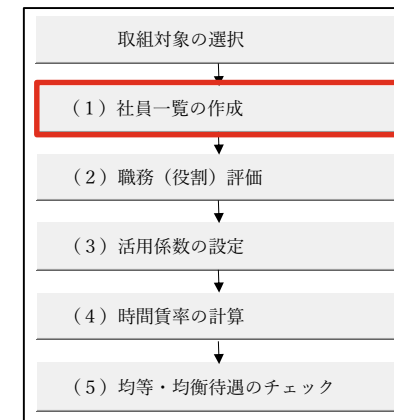 取組対象の選択
（１）社員一覧の作成
（２）職務（役割）評価
（３）活用係数の設定
（４）時間賃率の計算
（５）均等・均衡待遇のチェック